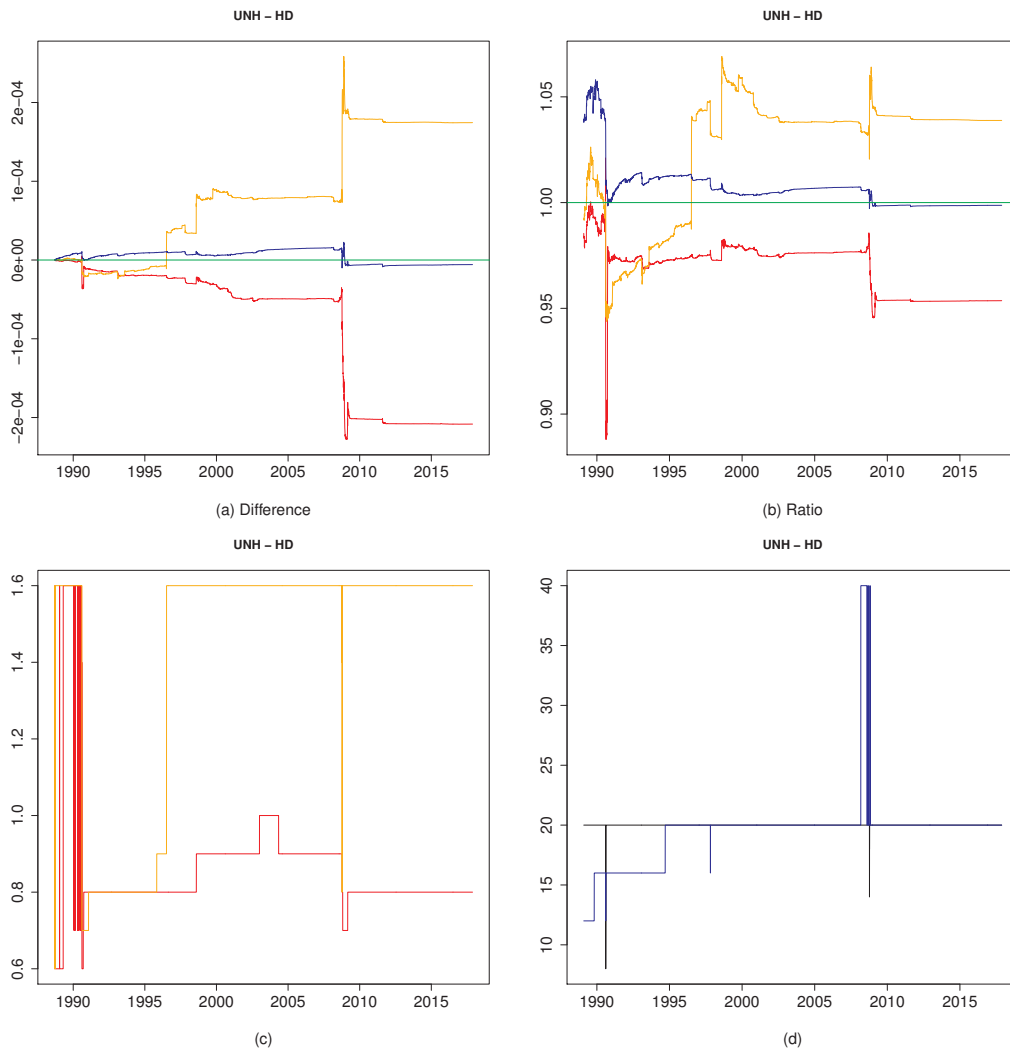 UNH – HD
2e−04
1e−04
0e+00
−1e−04
−2e−04
1990 1995 2000 2005 2010 2015
(a) Difference
UNH – HD
1.05
1.00
0.95
0.90
1990 1995 2000 2005 2010 2015
(b) Ratio
UNH – HD
1.6
1.4
1.2
1.0
0.8
0.6
1990 1995 2000 2005 2010 2015
(c)
UNH – HD
40
35
30
25
20
15
10
1990 1995 2000 2005 2010 2015
(d)